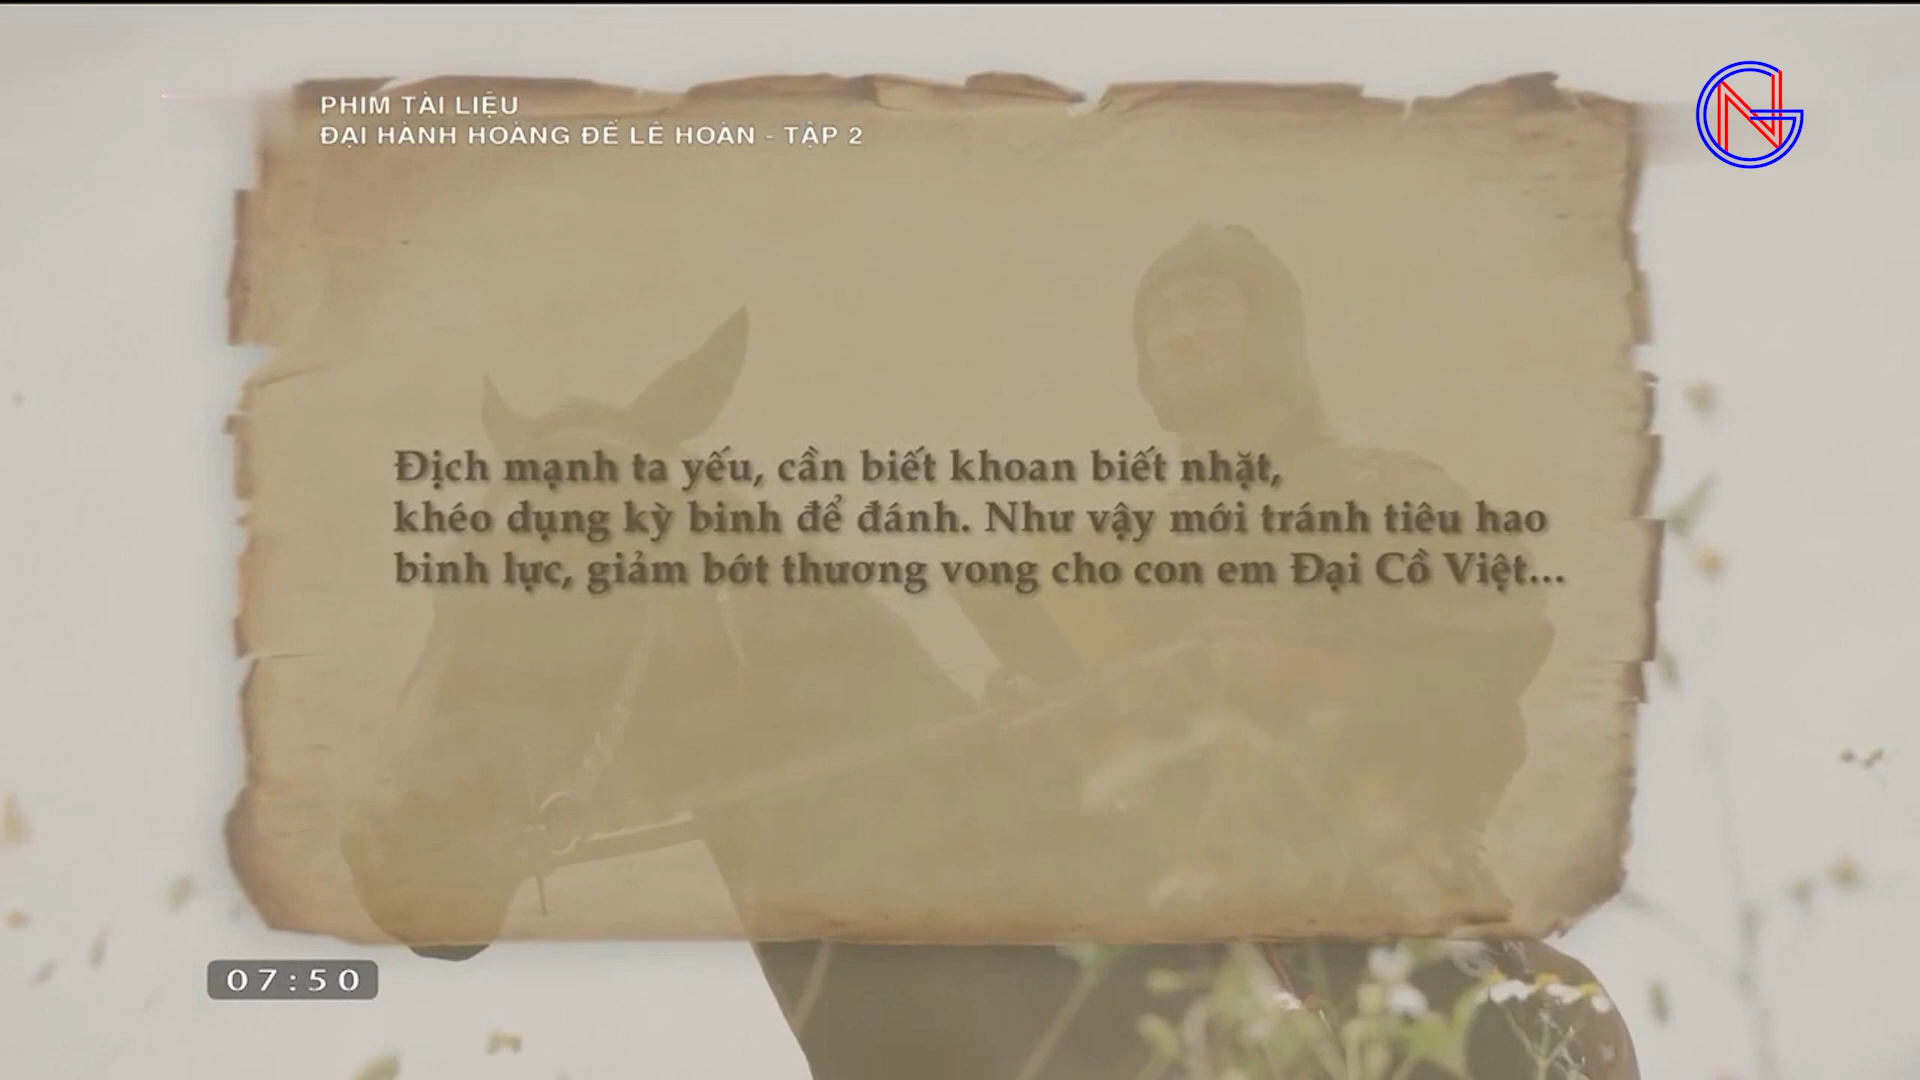 PHIM TÀI LIỆU
ĐẠI HÀNH HOÀNG ĐẾ LÊ HOÀN - TẬP 2
NG
Địch mạnh ta yếu, cần biết khoan biết nhặt,
khéo dụng kỳ binh để đánh. Như vậy mới tránh tiêu hao
binh lực, giảm bớt thương vong cho con em Đại Cồ Việt...
07:50